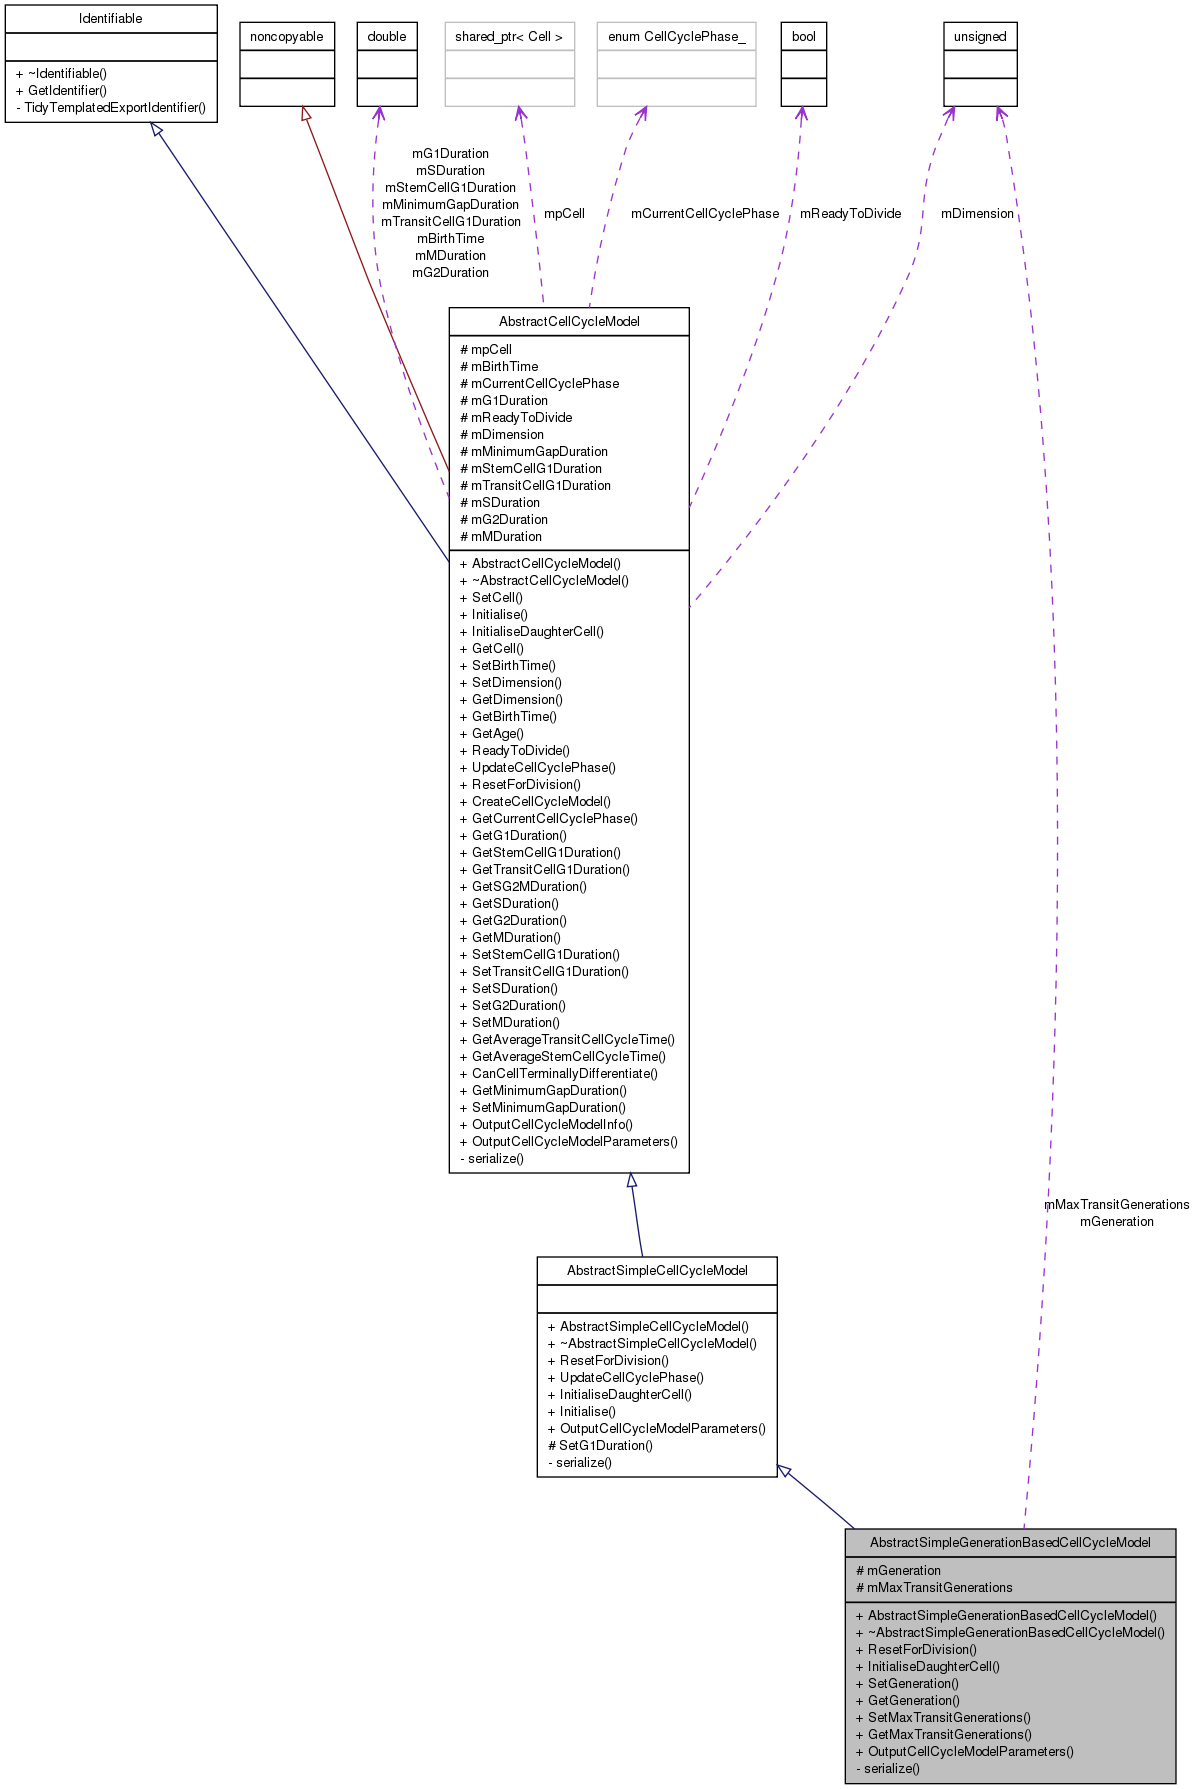 Identifiable
+ ~Identifiable()
+ GetIdentifier()
- TidyTemplatedExportIdentifier()
noncopyable
double
shared_ptr< Cell >
enum CellCyclePhase_
bool
unsigned
mG1Duration
mSDuration
mStemCellG1Duration
mMinimumGapDuration
mTransitCellG1Duration
mBirthTime
mMDuration
mG2Duration
mpCell
mCurrentCellCyclePhase
mReadyToDivide
mDimension
AbstractCellCycleModel
# mpCell
# mBirthTime
# mCurrentCellCyclePhase
# mG1Duration
# mReadyToDivide
# mDimension
# mMinimumGapDuration
# mStemCellG1Duration
# mTransitCellG1Duration
# mSDuration
# mG2Duration
# mMDuration
+ AbstractCellCycleModel()
+ ~AbstractCellCycleModel()
+ SetCell()
+ Initialise()
+ InitialiseDaughterCell()
+ GetCell()
+ SetBirthTime()
+ SetDimension()
+ GetDimension()
+ GetBirthTime()
+ GetAge()
+ ReadyToDivide()
+ UpdateCellCyclePhase()
+ ResetForDivision()
+ CreateCellCycleModel()
+ GetCurrentCellCyclePhase()
+ GetG1Duration()
+ GetStemCellG1Duration()
+ GetTransitCellG1Duration()
+ GetSG2MDuration()
+ GetSDuration()
+ GetG2Duration()
+ GetMDuration()
+ SetStemCellG1Duration()
+ SetTransitCellG1Duration()
+ SetSDuration()
+ SetG2Duration()
+ SetMDuration()
+ GetAverageTransitCellCycleTime()
+ GetAverageStemCellCycleTime()
+ CanCellTerminallyDifferentiate()
+ GetMinimumGapDuration()
+ SetMinimumGapDuration()
+ OutputCellCycleModelInfo()
+ OutputCellCycleModelParameters()
- serialize()
mMaxTransitGenerations
mGeneration
AbstractSimpleCellCycleModel
+ AbstractSimpleCellCycleModel()
+ ~AbstractSimpleCellCycleModel()
+ ResetForDivision()
+ UpdateCellCyclePhase()
+ InitialiseDaughterCell()
+ Initialise()
+ OutputCellCycleModelParameters()
# SetG1Duration()
- serialize()
AbstractSimpleGenerationBasedCellCycleModel
# mGeneration
# mMaxTransitGenerations
+ AbstractSimpleGenerationBasedCellCycleModel()
+ ~AbstractSimpleGenerationBasedCellCycleModel()
+ ResetForDivision()
+ InitialiseDaughterCell()
+ SetGeneration()
+ GetGeneration()
+ SetMaxTransitGenerations()
+ GetMaxTransitGenerations()
+ OutputCellCycleModelParameters()
- serialize()